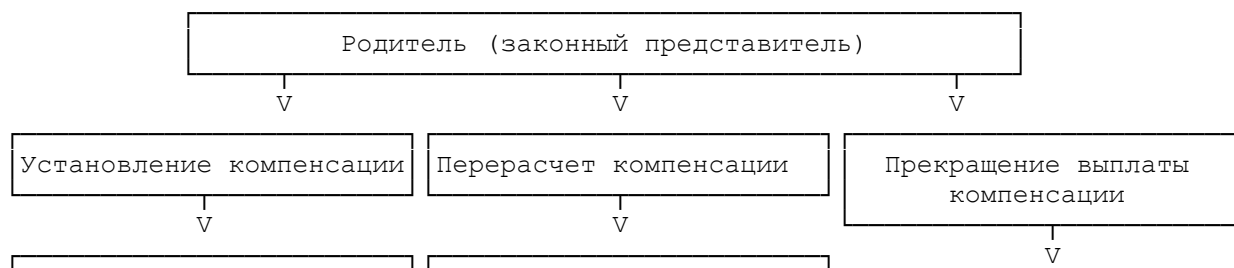 Родитель (законный представитель)
V V V
Установление компенсации Перерасчет компенсации Прекращение выплаты
компенсации
V V
V